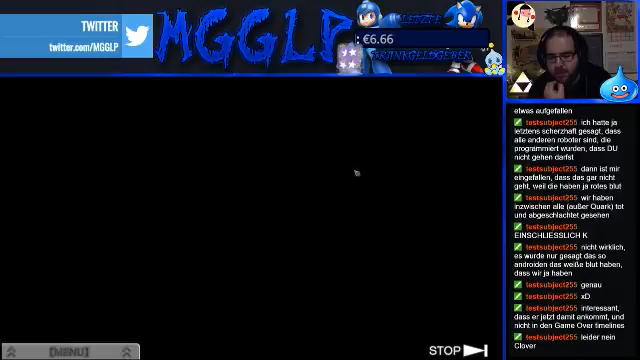 TWITTER
twitter.com/MGGLP
MGGLP
LETZTE
: €6.66
TRINKGELDGEBER
etwas aufgefallen
testsubject255 ich hatte ja
letztens scherzhaft gesagt, dass
alle anderen roboter sind, die
programmiert wurden, dass DU
nicht gehen darfst
testsubject255 dann ist mir
eingefallen, dass das gar nicht
geht, weil die haben ja rotes blut
testsubject255 wir haben
inzwischen alle (außer Quark) tot
und abgeschlachtet gesehen
testsubject255
EINSCHLIESSLICH K
testsubject255 nicht wirklich,
es wurde nur gesagt das so
androiden das weiße blut haben,
dass wir ja haben
testsubject255 genau
testsubject255 xD
testsubject255 interessant,
dass er jetzt damit ankommt, und
nicht in den Game Over timelines
testsubject255 leider nein
Clover
[MENU]
STOP